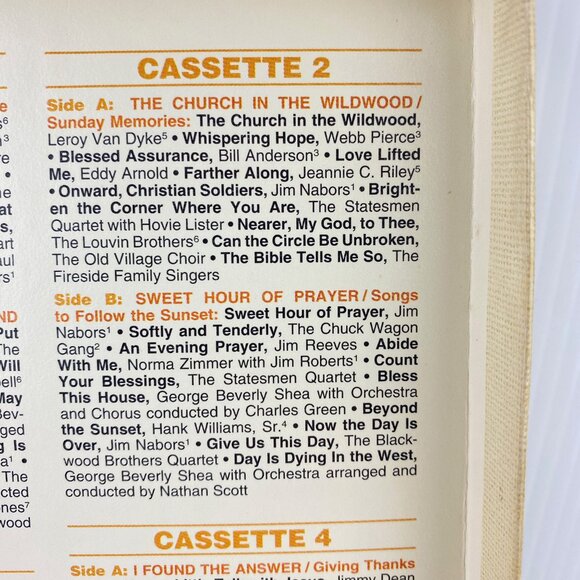 CASSETTE 2
Side A: THE CHURCH IN THE WILDWOOD/
Sunday Memories: The Church in the Wildwood,
Leroy Van Dyke⁵ • Whispering Hope, Webb Pierce³
• Blessed Assurance, Bill Anderson³ • Love Lifted
Me, Eddy Arnold • Farther Along, Jeannie C. Riley⁵
• Onward, Christian Soldiers, Jim Nabors¹ • Bright-
en the Corner Where You Are, The Statesmen
Quartet with Hovie Lister • Nearer, My God, to Thee,
The Louvin Brothers⁶ • Can the Circle Be Unbroken,
The Old Village Choir • The Bible Tells Me So, The
Fireside Family Singers
Side B: SWEET HOUR OF PRAYER/Songs
to Follow the Sunset: Sweet Hour of Prayer, Jim
Nabors¹ • Softly and Tenderly, The Chuck Wagon
Gang² • An Evening Prayer, Jim Reeves • Abide
With Me, Norma Zimmer with Jim Roberts¹ • Count
Your Blessings, The Statesmen Quartet • Bless
This House, George Beverly Shea with Orchestra
and Chorus conducted by Charles Green • Beyond
the Sunset, Hank Williams, Sr.⁴ • Now the Day Is
Over, Jim Nabors¹ • Give Us This Day, The Black-
wood Brothers Quartet • Day Is Dying In the West,
George Beverly Shea with Orchestra arranged and
conducted by Nathan Scott
CASSETTE 4
Side A: I FOUND THE ANSWER/Giving Thanks
with Jesus, Jimmy Dean